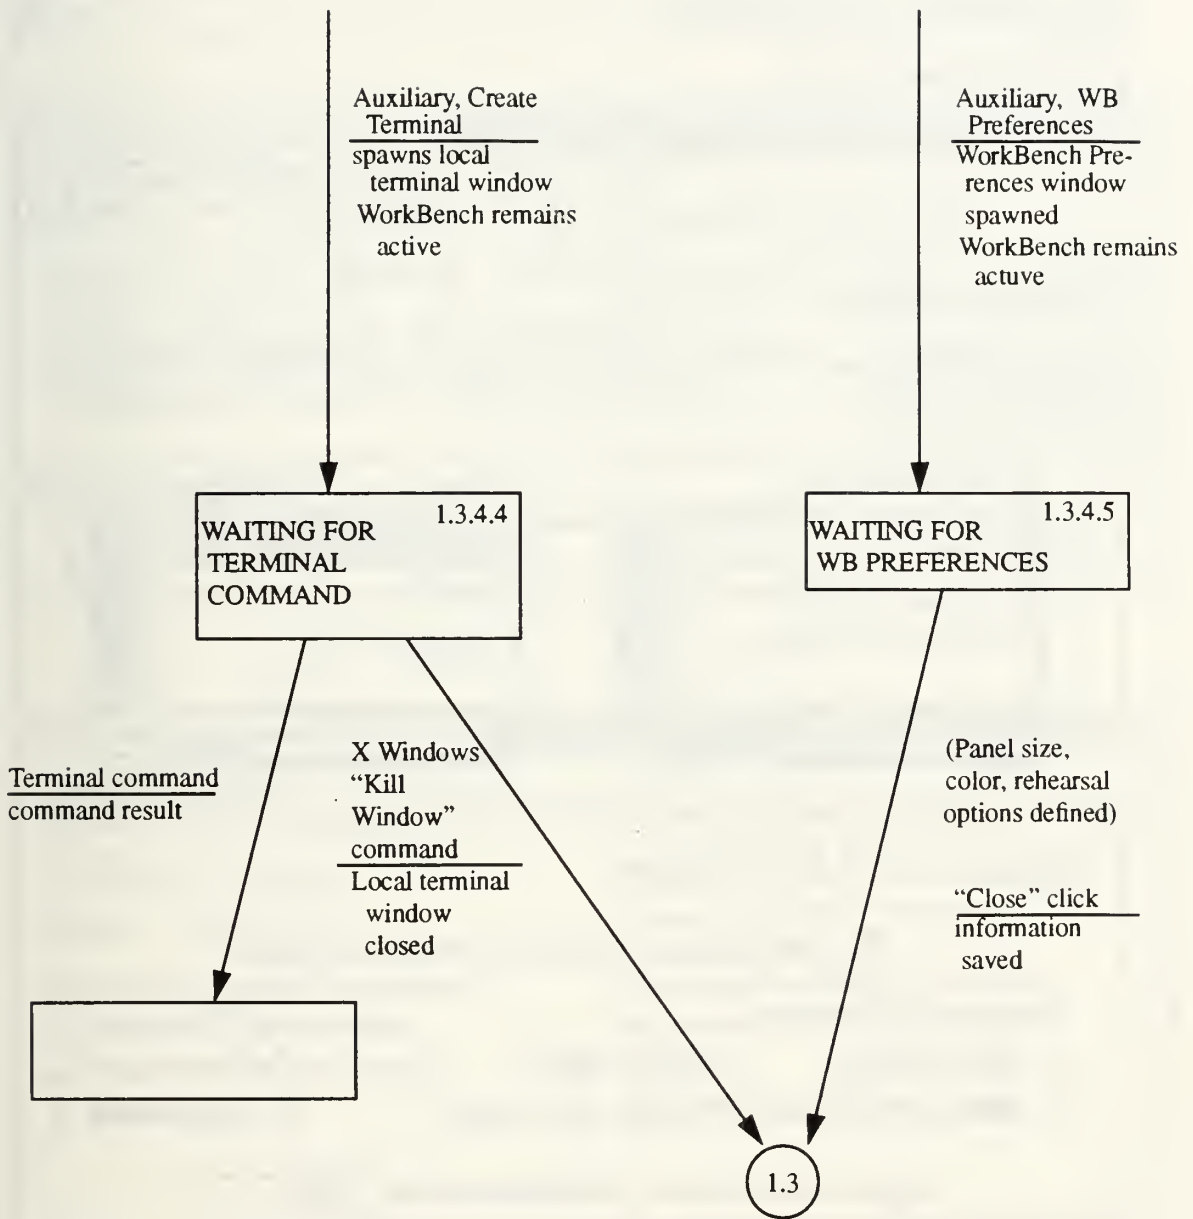 Auxiliary, Create
Terminal
spawns local
terminal window
WorkBench remains
active
Auxiliary, WB
Preferences
WorkBench Pre-
rences window
spawned
WorkBench remains
actuve
1.3.4.4
WAITING FOR
TERMINAL
COMMAND
1.3.4.5
WAITING FOR
WB PREFERENCES
Terminal command
command result
X Windows
“Kill
Window”
command
Local terminal
window
closed
(Panel size,
color, rehearsal
options defined)
“Close” click
information
saved
1.3